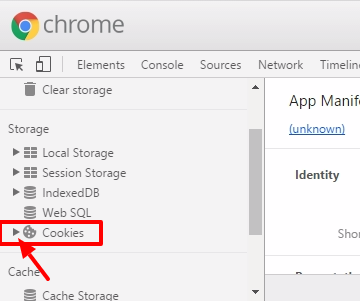 chrome
Elements Console Sources Network Timeline
Clear storage
Storage
Local Storage
Session Storage
IndexedDB
Web SQL
Cookies
Cache
Cache Storage
App Manif
(unknown)
Identity
Shor